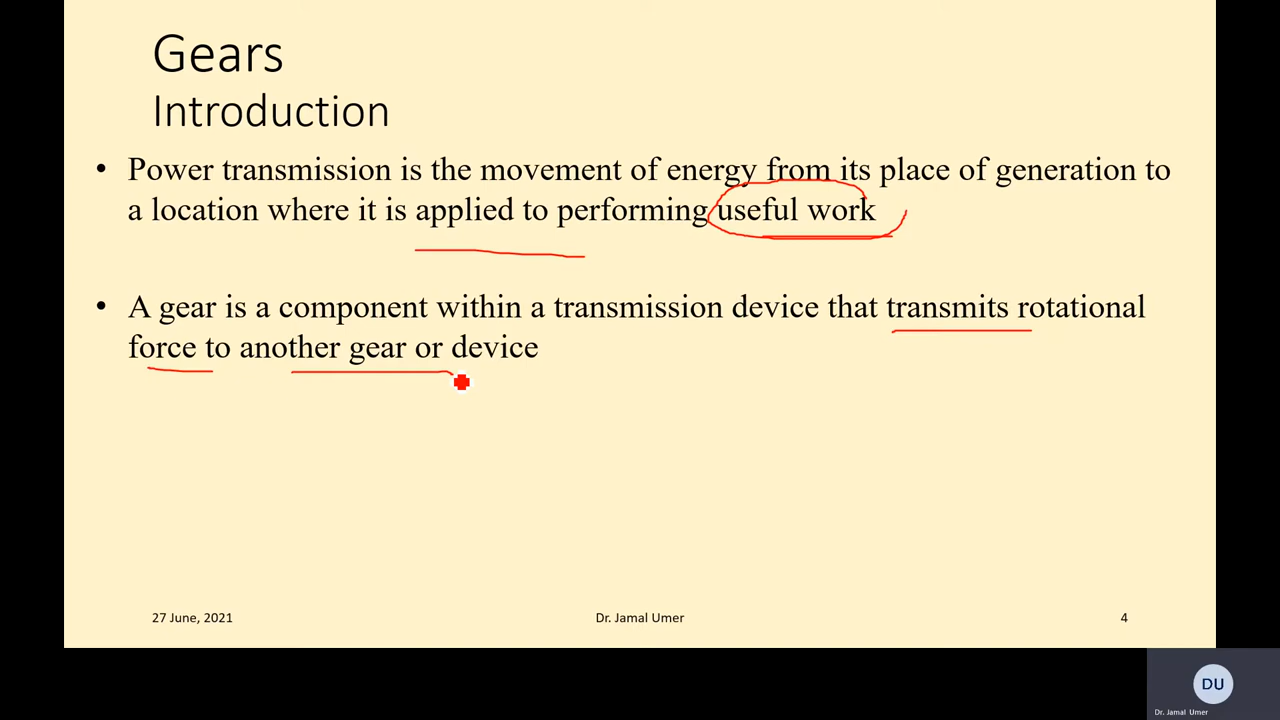 Gears
Introduction
• Power transmission is the movement of energy from its place of generation to
a location where it is applied to performing useful work
• A gear is a component within a transmission device that transmits rotational
force to another gear or device
27 June, 2021
Dr. Jamal Umer
4
DU
Dr. Jamal Umer